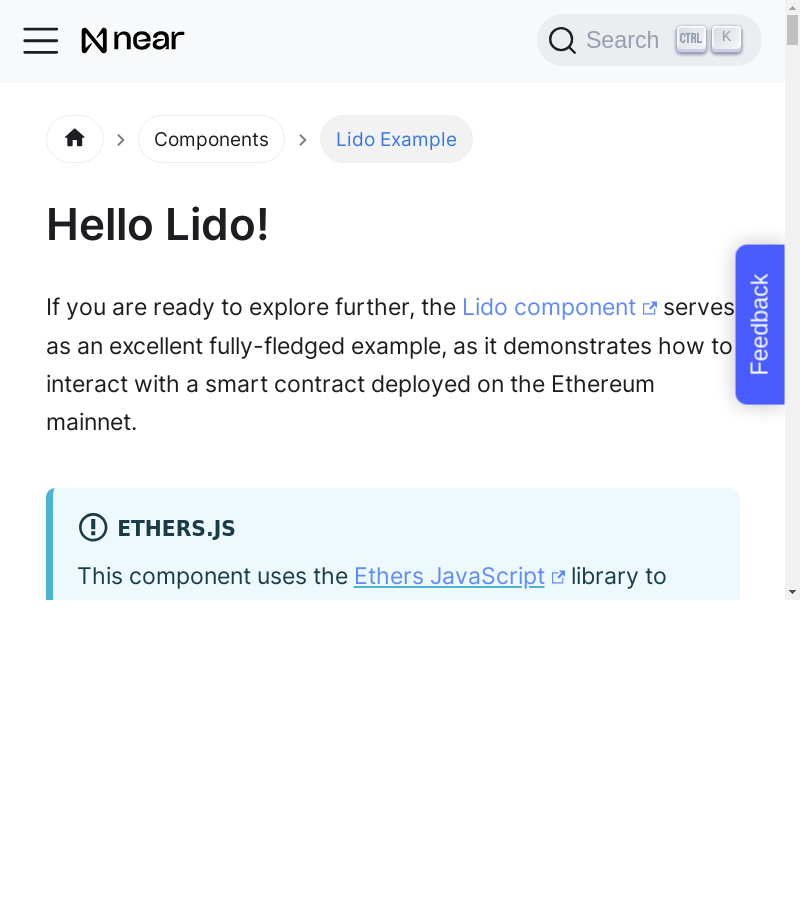 near
Search CTRL K
Components
Lido Example
Hello Lido!
Feedback
If you are ready to explore further, the Lido component serves
as an excellent fully-fledged example, as it demonstrates how to
interact with a smart contract deployed on the Ethereum
mainnet.
ETHERS.JS
This component uses the Ethers JavaScript library to